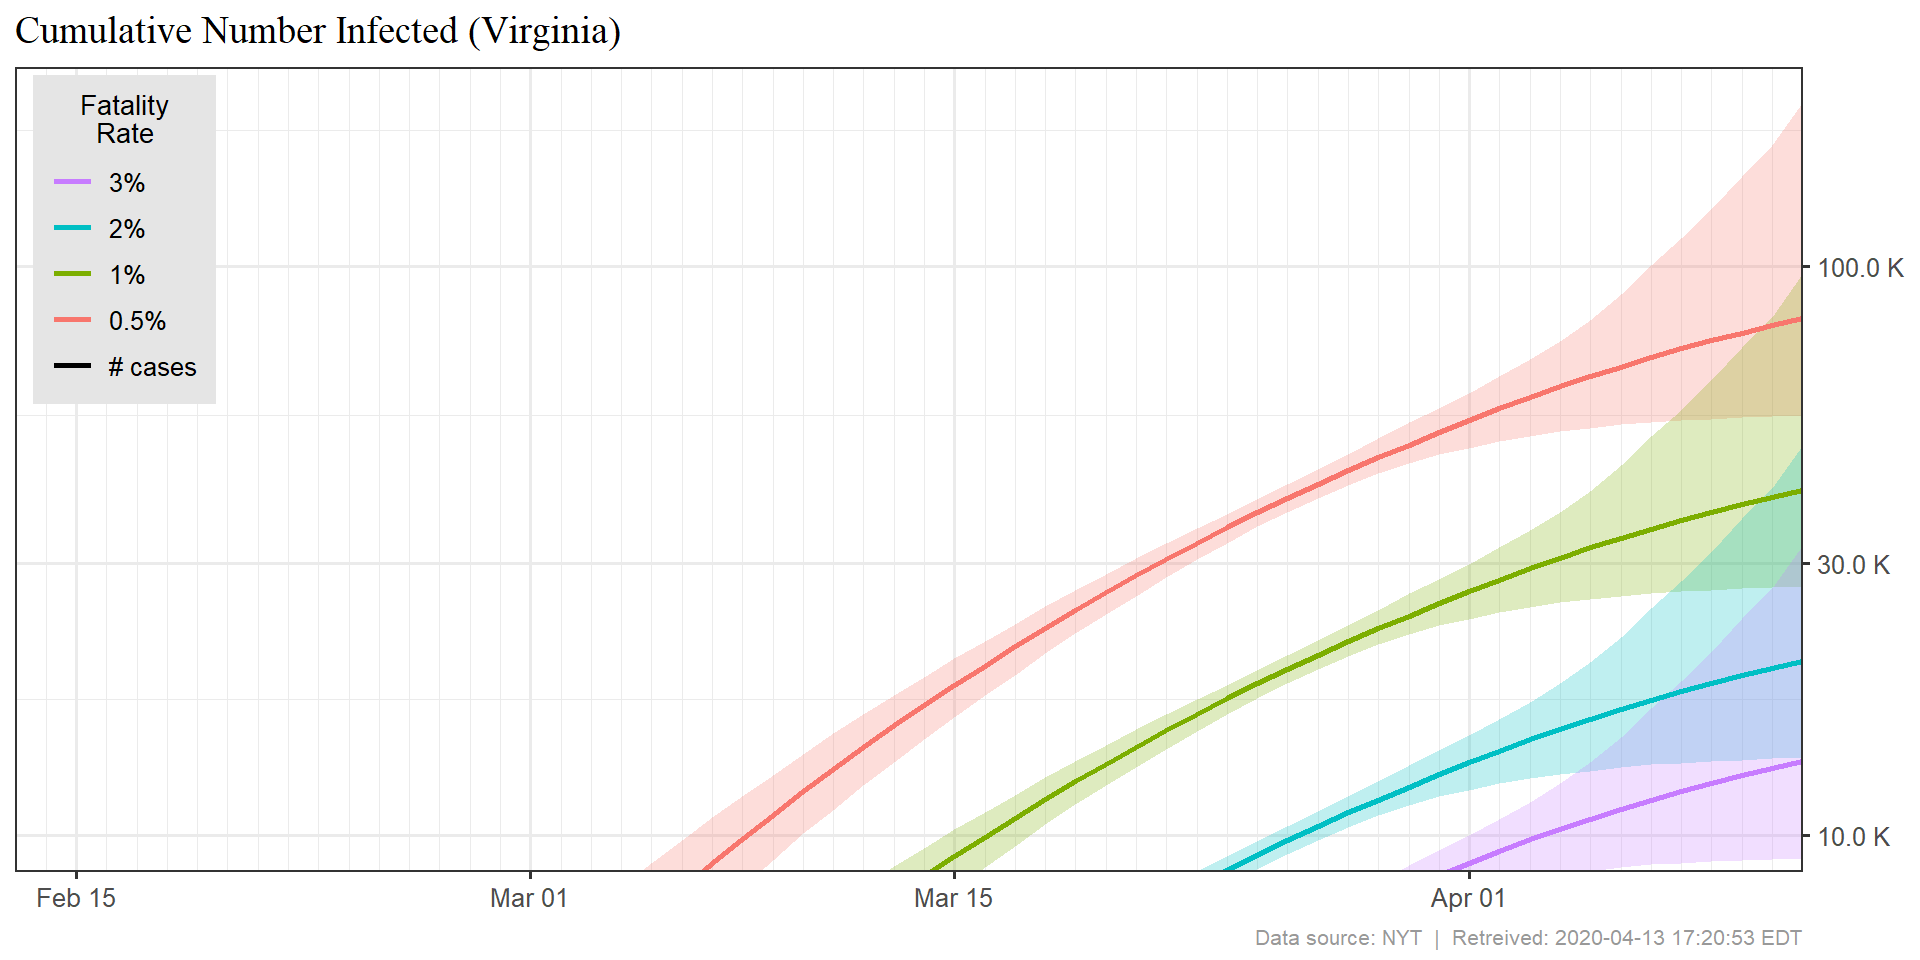 Cumulative Number Infected (Virginia)
Fatality
Rate
3%
2%
1%
0.5%
# cases
100.0 K
30.0 K
10.0 K
Feb 15
Mar 01
Mar 15
Apr 01
Data source: NYT | Retreived: 2020-04-13 17:20:53 EDT